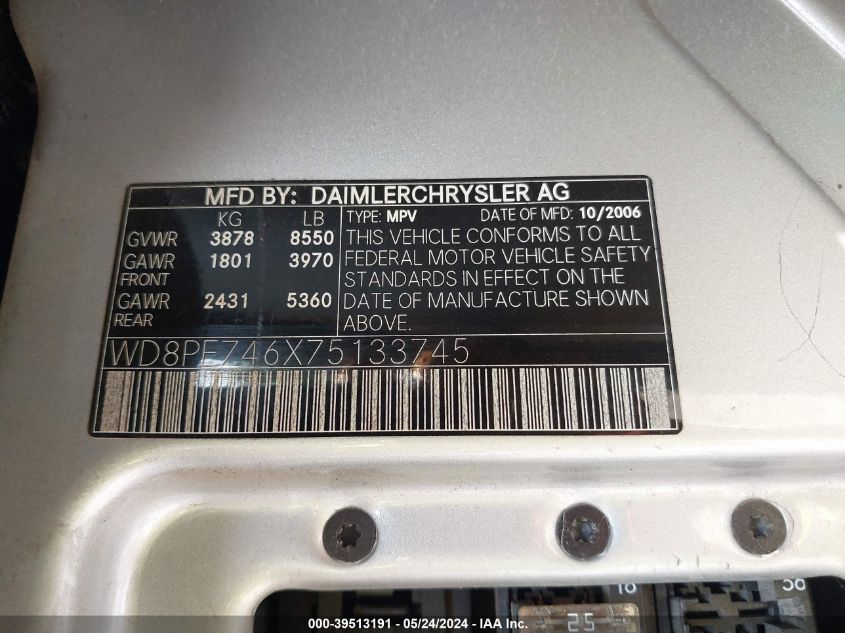 MFD BY: DAIMLERCHRYSLER AG
KG LB
GVWR 3878 8550
GAWR 1801 3970
FRONT
GAWR 2431 5360
REAR
TYPE: MPV DATE OF MFD: 10/2006
THIS VEHICLE CONFORMS TO ALL
FEDERAL MOTOR VEHICLE SAFETY
STANDARDS IN EFFECT ON THE
DATE OF MANUFACTURE SHOWN
ABOVE.
WD8PE746X75133745
18
36
25
000-39513191 - 05/24/2024 - IAA Inc.